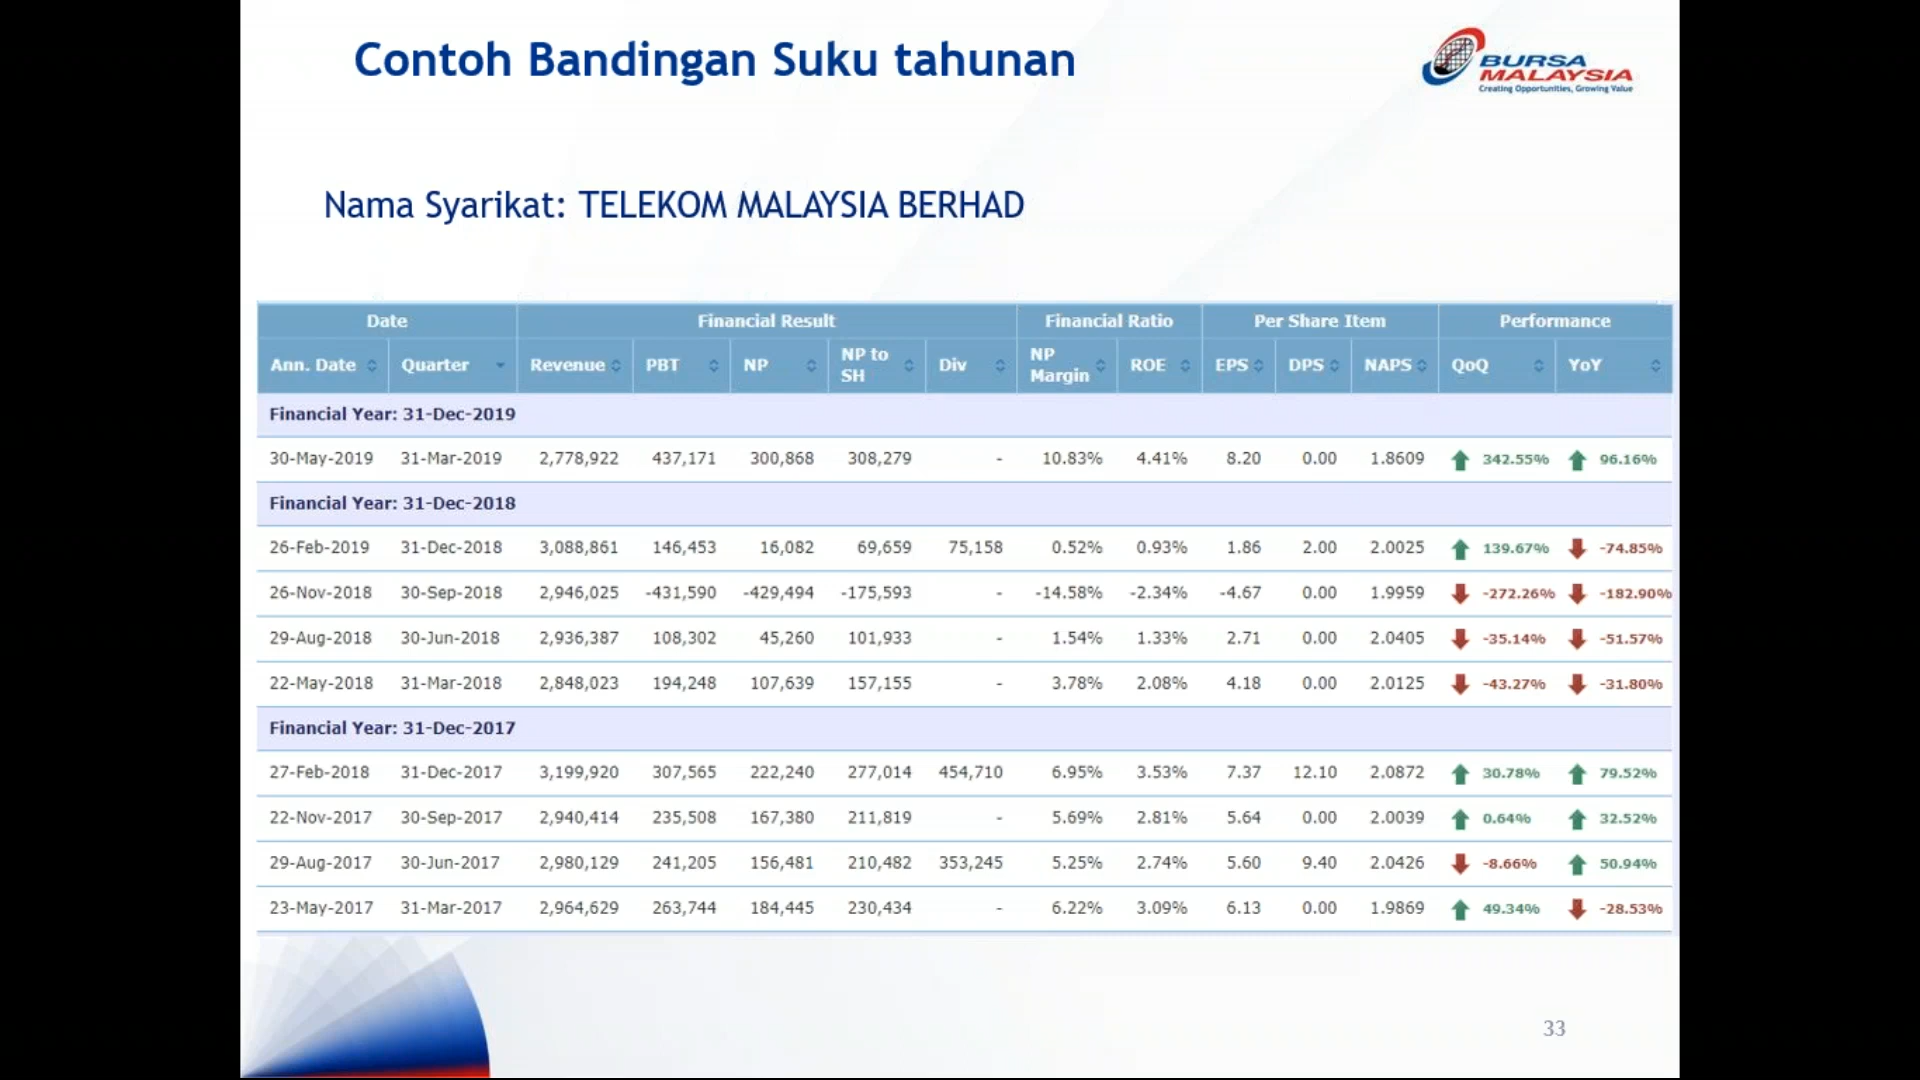 Contoh Bandingan Suku tahunan
BURSA
MALAYSIA
Creating Opportunities, Growing Value
Nama Syarikat: TELEKOM MALAYSIA BERHAD
Date Financial Result Financial Ratio Per Share Item Performance
Ann. Date Quarter Revenue PBT NP NP to SH Div NP Margin ROE EPS DPS NAPS QoQ YoY
Financial Year: 31-Dec-2019
30-May-2019 31-Mar-2019 2,778,922 437,171 300,868 308,279 - 10.83% 4.41% 8.20 0.00 1.8609 342.55% 96.16%
Financial Year: 31-Dec-2018
26-Feb-2019 31-Dec-2018 3,088,861 146,453 16,082 69,659 75,158 0.52% 0.93% 1.86 2.00 2.0025 139.67% -74.85%
26-Nov-2018 30-Sep-2018 2,946,025 -431,590 -429,494 -175,593 - -14.58% -2.34% -4.67 0.00 1.9959 -272.26% -182.90%
29-Aug-2018 30-Jun-2018 2,936,387 108,302 45,260 101,933 - 1.54% 1.33% 2.71 0.00 2.0405 -35.14% -51.57%
22-May-2018 31-Mar-2018 2,848,023 194,248 107,639 157,155 - 3.78% 2.08% 4.18 0.00 2.0125 -43.27% -31.80%
Financial Year: 31-Dec-2017
27-Feb-2018 31-Dec-2017 3,199,920 307,565 222,240 277,014 454,710 6.95% 3.53% 7.37 12.10 2.0872 30.78% 79.52%
22-Nov-2017 30-Sep-2017 2,940,414 235,508 167,380 211,819 - 5.69% 2.81% 5.64 0.00 2.0039 0.64% 32.52%
29-Aug-2017 30-Jun-2017 2,980,129 241,205 156,481 210,482 353,245 5.25% 2.74% 5.60 9.40 2.0426 -8.66% 50.94%
23-May-2017 31-Mar-2017 2,964,629 263,744 184,445 230,434 - 6.22% 3.09% 6.13 0.00 1.9869 49.34% -28.53%
33